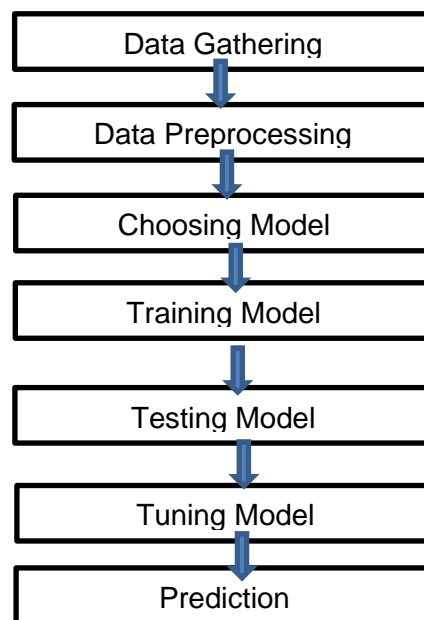 Data Gathering
Data Preprocessing
Choosing Model
Training Model
Testing Model
Tuning Model
Prediction